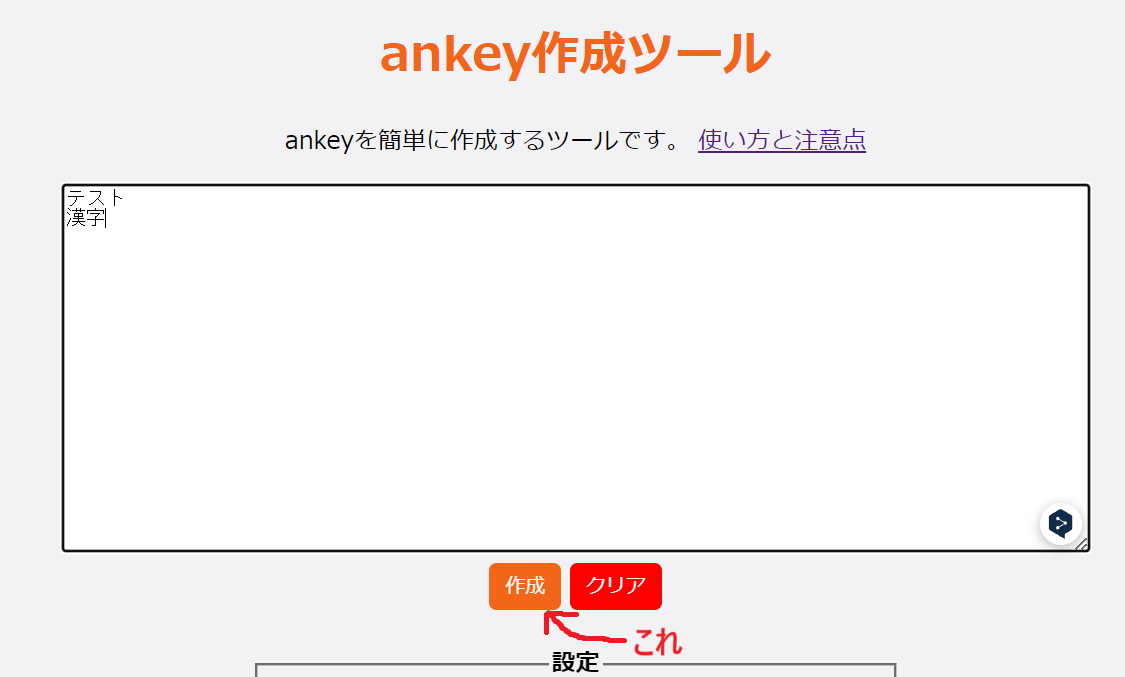 ankey作成ツール
ankeyを簡単に作成するツールです。 使い方と注意点
テスト
漢字
作成 クリア
これ
設定